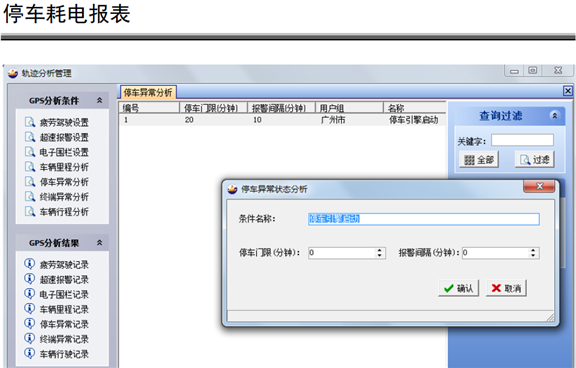 停车耗电报表
轨迹分析管理
GPS分析条件
疲劳驾驶设置
超速报警设置
电子围栏设置
车辆里程分析
停车异常分析
终端异常分析
车辆行程分析
GPS分析结果
疲劳驾驶记录
超速报警记录
电子围栏记录
车辆里程记录
停车异常记录
终端异常记录
车辆行驶记录
停车异常分析
编号 停车门限(分钟) 报警间隔(分钟) 用户组 名称
1 20 10 广州市 停车引擎启动
查询过滤
关键字:
全部 过滤
停车异常状态分析
条件名称: 停车引擎启动
停车门限(分钟): 0 报警间隔(分钟): 0
确认 取消